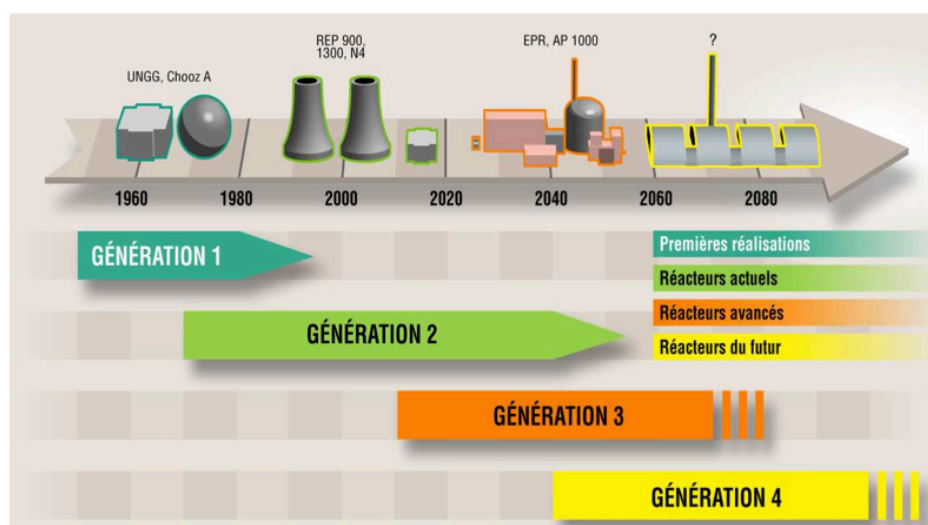 REP 900,
1300, N4
EPR, AP 1000
?
UNGG, Chooz A
1960
1980
2000
2020
2040
2060
2080
GÉNÉRATION 1
Premières réalisations
Réacteurs actuels
GÉNÉRATION 2
Réacteurs avancés
Réacteurs du futur
GÉNÉRATION 3
GÉNÉRATION 4